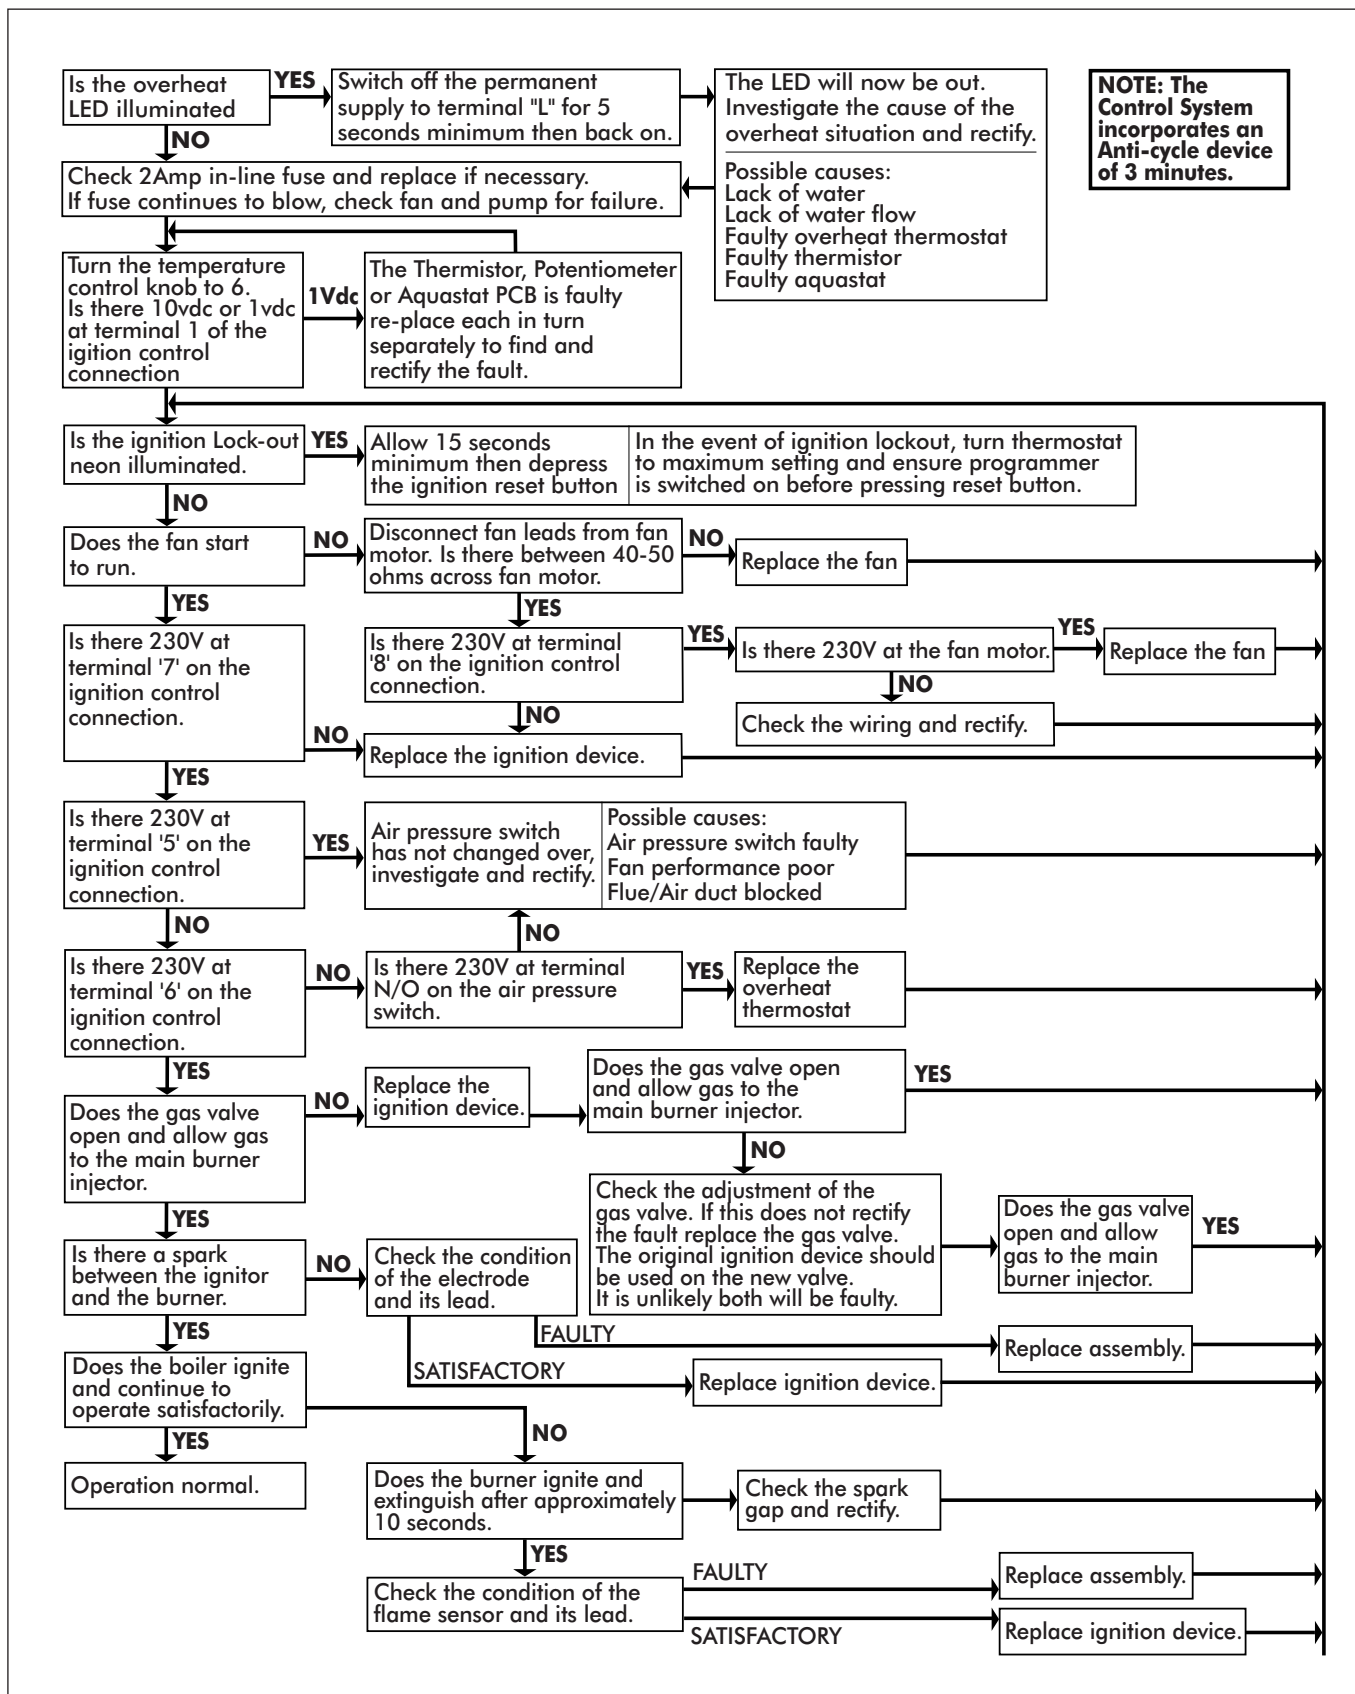 Is the overheat
LED illuminated
YES
Switch off the permanent
supply to terminal "L" for 5
seconds minimum then back on.
The LED will now be out.
Investigate the cause of the
overheat situation and rectify.
Possible causes:
Lack of water
Lack of water flow
Faulty overheat thermostat
Faulty thermistor
Faulty aquastat
NOTE: The
Control System
incorporates an
Anti-cycle device
of 3 minutes.
NO
Check 2Amp in-line fuse and replace if necessary.
If fuse continues to blow, check fan and pump for failure.
Turn the temperature
control knob to 6.
Is there 10vdc or 1vdc
at terminal 1 of the
igition control
connection
1Vdc
The Thermistor, Potentiometer
or Aquastat PCB is faulty
re-place each in turn
separately to find and
rectify the fault.
Is the ignition Lock-out
neon illuminated.
YES
Allow 15 seconds
minimum then depress
the ignition reset button
In the event of ignition lockout, turn thermostat
to maximum setting and ensure programmer
is switched on before pressing reset button.
NO
Does the fan start
to run.
NO
Disconnect fan leads from fan
motor. Is there between 40-50
ohms across fan motor.
NO
Replace the fan
YES
YES
Is there 230V at
terminal '7' on the
ignition control
connection.
Is there 230V at terminal
'8' on the ignition control
connection.
YES
Is there 230V at the fan motor.
YES
Replace the fan
NO
Check the wiring and rectify.
NO
NO
Replace the ignition device.
YES
Is there 230V at
terminal '5' on the
ignition control
connection.
YES
Air pressure switch
has not changed over,
investigate and rectify.
Possible causes:
Air pressure switch faulty
Fan performance poor
Flue/Air duct blocked
NO
NO
Is there 230V at
terminal '6' on the
ignition control
connection.
NO
Is there 230V at terminal
N/O on the air pressure
switch.
YES
Replace the
overheat
thermostat
YES
Does the gas valve
open and allow gas
to the main burner
injector.
NO
Replace the
ignition device.
Does the gas valve open
and allow gas to the
main burner injector.
YES
NO
Check the adjustment of the
gas valve. If this does not rectify
the fault replace the gas valve.
The original ignition device should
be used on the new valve.
It is unlikely both will be faulty.
Does the gas valve
open and allow
gas to the main
burner injector.
YES
YES
Is there a spark
between the ignitor
and the burner.
NO
Check the condition
of the electrode
and its lead.
FAULTY
Replace assembly.
SATISFACTORY
Replace ignition device.
YES
Does the boiler ignite
and continue to
operate satisfactorily.
YES
Operation normal.
NO
Does the burner ignite and
extinguish after approximately
10 seconds.
Check the spark
gap and rectify.
YES
Check the condition of the
flame sensor and its lead.
FAULTY
Replace assembly.
SATISFACTORY
Replace ignition device.